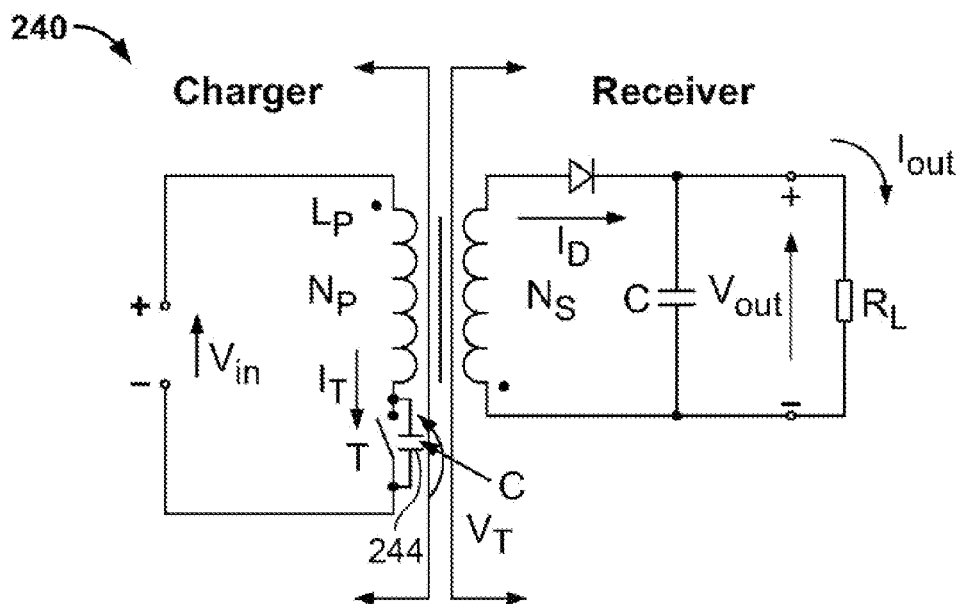 240
Charger
Receiver
Iout
LP
ID
+
NP
NS
C
Vout
RL
+
Vin
−
IT
−
T
C
244
VT